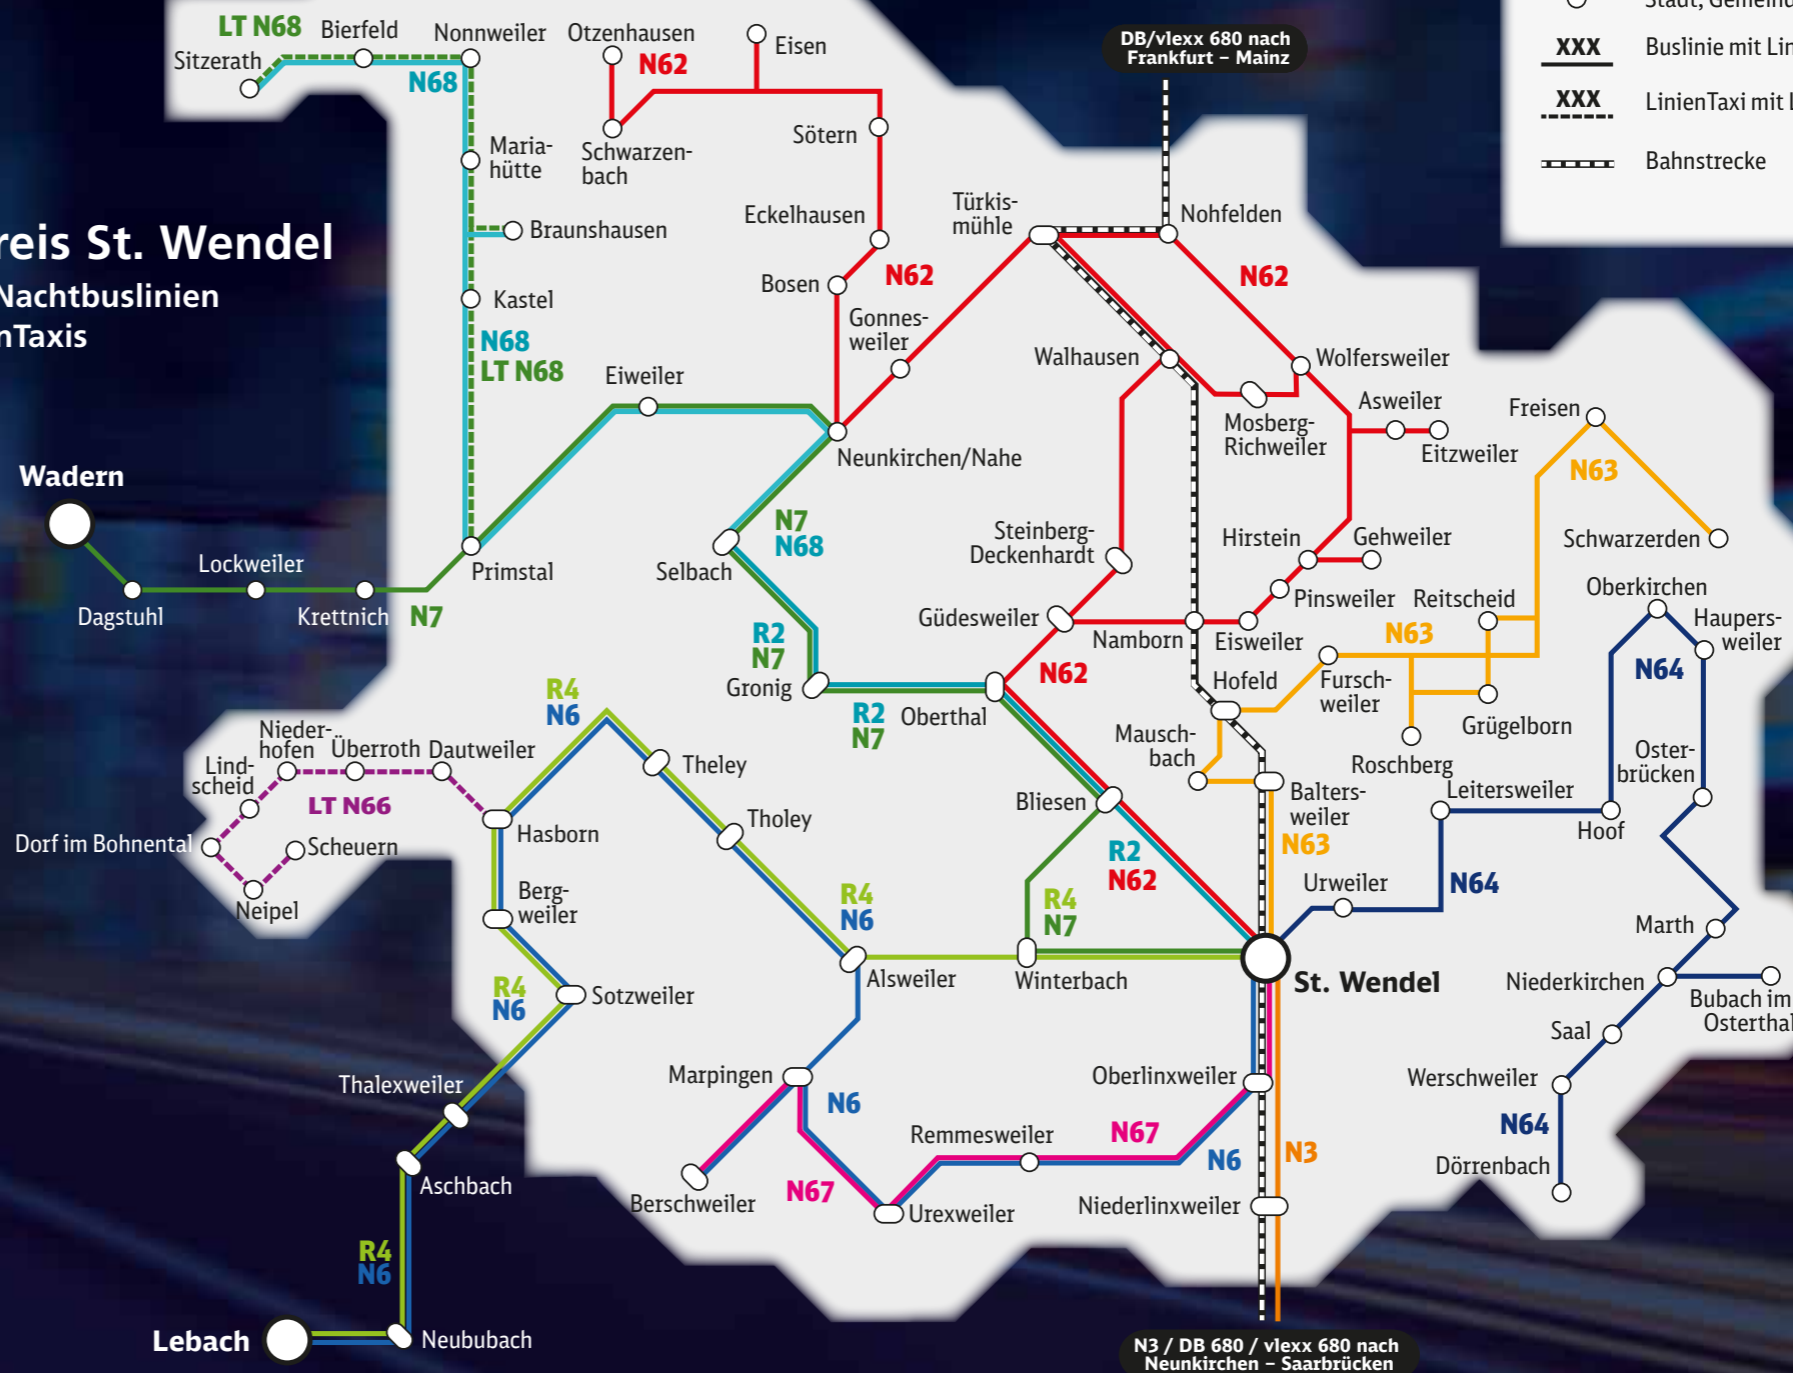 LT N68
Bierfeld
Nonnweiler
Otzenhausen
Eisen
Sitzerath
N68
N62
DB/vlexx 680 nach
Frankfurt – Mainz
XXX
Buslinie mit
XXX
LinienTaxi mit
Bahnstrecke
Maria-
hütte
Schwarzen-
bach
Sötern
Braunshausen
Eckelhausen
Türkis-
mühle
Nohfelden
St. Wendel
Nachtbuslinien
Kastel
Bosen
N62
N62
Gonnes-
weiler
N68
LT N68
Walhausen
Wolfersweiler
Eiweiler
Asweiler
Mosberg-
Richweiler
Eitzweiler
Freisen
N63
Neunkirchen/Nahe
Wadern
N7
N68
Steinberg-
Deckenhardt
Hirstein
Gehweiler
Schwarzerden
Lockweiler
Primstal
Selbach
Dagstuhl
Krettnich
N7
Güdesweiler
Namborn
Eisweiler
Pinsweiler
Reitscheid
Oberkirchen
Haupers-
weiler
R2
N7
N63
Gronig
N62
Hofeld
Fursch-
weiler
N64
R4
N6
R2
N7
Oberthal
Grügelborn
Mausch-
bach
Roschberg
Oster-
brücken
Nieder-
hofen
Überroth
Dautweiler
Lind-
scheid
Theley
LT N66
Bliesen
Balters-
weiler
Leitersweiler
Hoof
Dorf im Bohnental
Scheuern
Hasborn
Tholey
R2
N62
N63
Neipel
Berg-
weiler
R4
N6
R4
N7
Urweiler
N64
Marth
R4
N6
Sotzweiler
Alsweiler
Winterbach
St. Wendel
Niederkirchen
Bubach im
Osterthal
Saal
Thalexweiler
Marpingen
Oberlinxweiler
Werschweiler
N6
Remmesweiler
N67
N6
N3
N64
Aschbach
Berschweiler
N67
Urexweiler
Niederlinxweiler
Dörrenbach
R4
N6
Lebach
Neububach
N3 / DB 680 / vlexx 680 nach
Neunkirchen – Saarbrücken